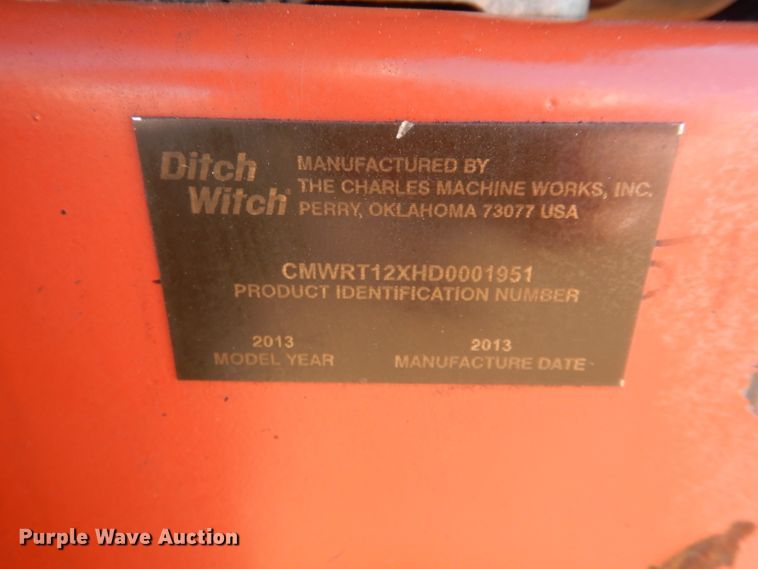 Ditch Witch®
MANUFACTURED BY
THE CHARLES MACHINE WORKS, INC.
PERRY, OKLAHOMA 73077 USA
CMWRT12XHD0001951
PRODUCT IDENTIFICATION NUMBER
2013
MODEL YEAR
2013
MANUFACTURE DATE
Purple Wave Auction